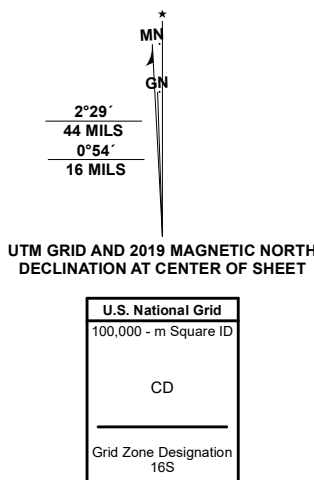 ★
MN
GN
2°29´
44 MILS
0°54´
16 MILS
UTM GRID AND 2019 MAGNETIC NORTH
DECLINATION AT CENTER OF SHEET
U.S. National Grid
100,000 - m Square ID
CD
Grid Zone Designation
16S